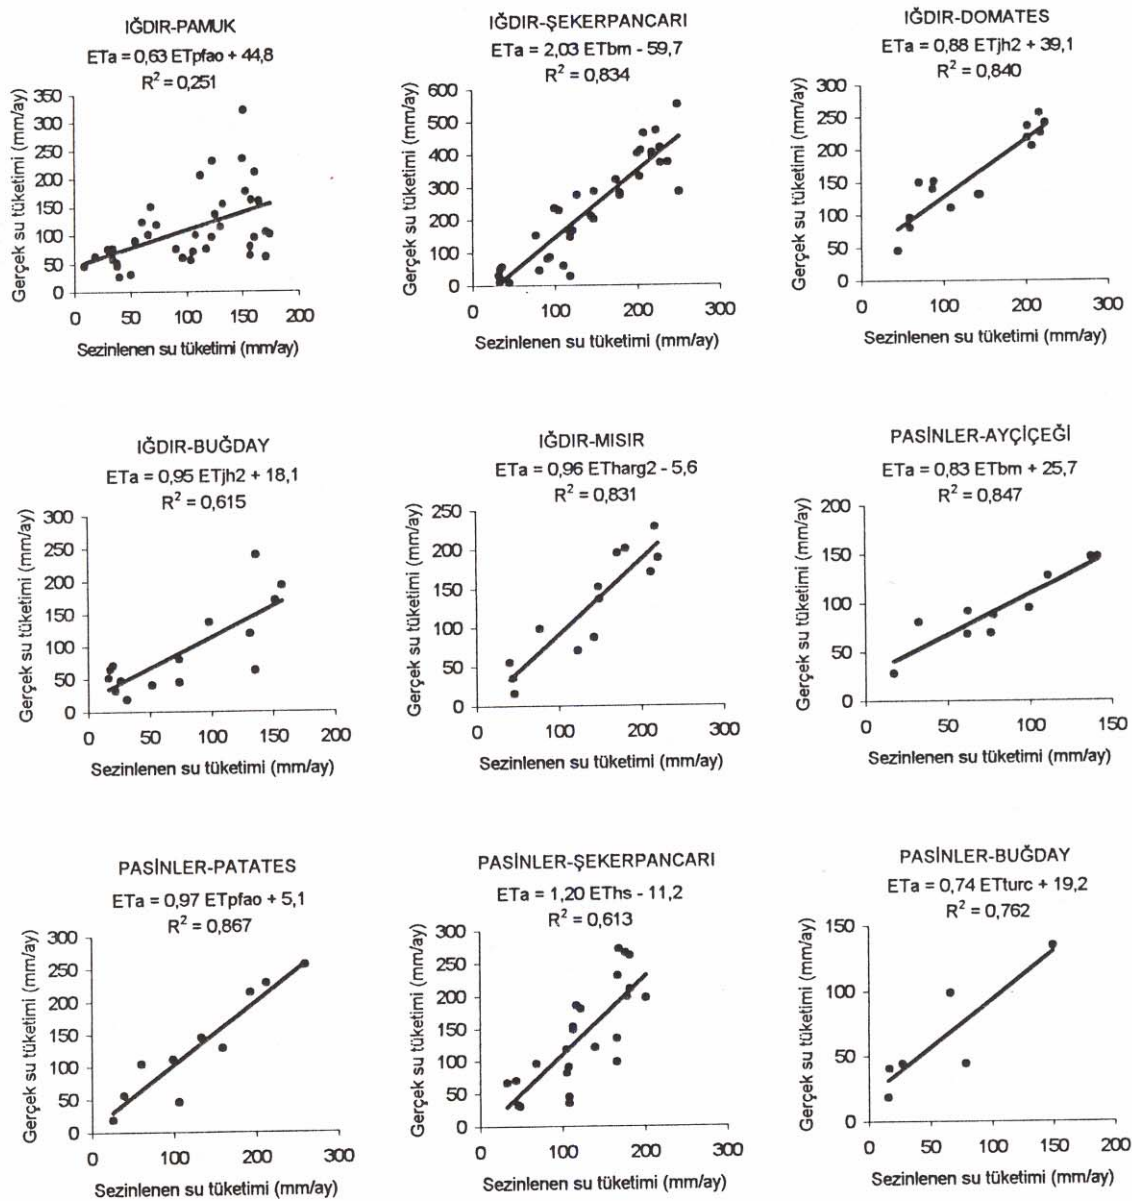 IĞDIR-PAMUK
ETa = 0,63 ETpfao + 44,8
R² = 0,251
Gerçek su tüketimi (mm/ay)
350
300
250
200
150
100
50
0
0 50 100 150 200
Sezinlenen su tüketimi (mm/ay)
IĞDIR-ŞEKERPANCARI
ETa = 2,03 ETbm - 59,7
R² = 0,834
Gerçek su tüketimi (mm/ay)
600
500
400
300
200
100
0
0 100 200 300
Sezinlenen su tüketimi (mm/ay)
IĞDIR-DOMATES
ETa = 0,88 ETjh2 + 39,1
R² = 0,840
Gerçek su tüketimi (mm/ay)
300
250
200
150
100
50
0
0 100 200 300
Sezinlenen su tüketimi (mm/ay)
IĞDIR-BUĞDAY
ETa = 0,95 ETjh2 + 18,1
R² = 0,615
Gerçek su tüketimi (mm/ay)
300
250
200
150
100
50
0
0 50 100 150 200
Sezinlenen su tüketimi (mm/ay)
IĞDIR-MISIR
ETa = 0,96 ETharg2 - 5,6
R² = 0,831
Gerçek su tüketimi (mm/ay)
250
200
150
100
50
0
0 100 200 300
Sezinlenen su tüketimi (mm/ay)
PASİNLER-AYÇİÇEĞİ
ETa = 0,83 ETbm + 25,7
R² = 0,847
Gerçek su tüketimi (mm/ay)
200
150
100
50
0
0 50 100 150
Sezinlenen su tüketimi (mm/ay)
PASİNLER-PATATES
ETa = 0,97 ETpfao + 5,1
R² = 0,867
Gerçek su tüketimi (mm/ay)
300
250
200
150
100
50
0
0 100 200 300
Sezinlenen su tüketimi (mm/ay)
PASİNLER-ŞEKERPANCARI
ETa = 1,20 EThs - 11,2
R² = 0,613
Gerçek su tüketimi (mm/ay)
300
250
200
150
100
50
0
0 100 200 300
Sezinlenen su tüketimi (mm/ay)
PASİNLER-BUĞDAY
ETa = 0,74 ETturc + 19,2
R² = 0,762
Gerçek su tüketimi (mm/ay)
150
100
50
0
0 50 100 150 200
Sezinlenen su tüketimi (mm/ay)